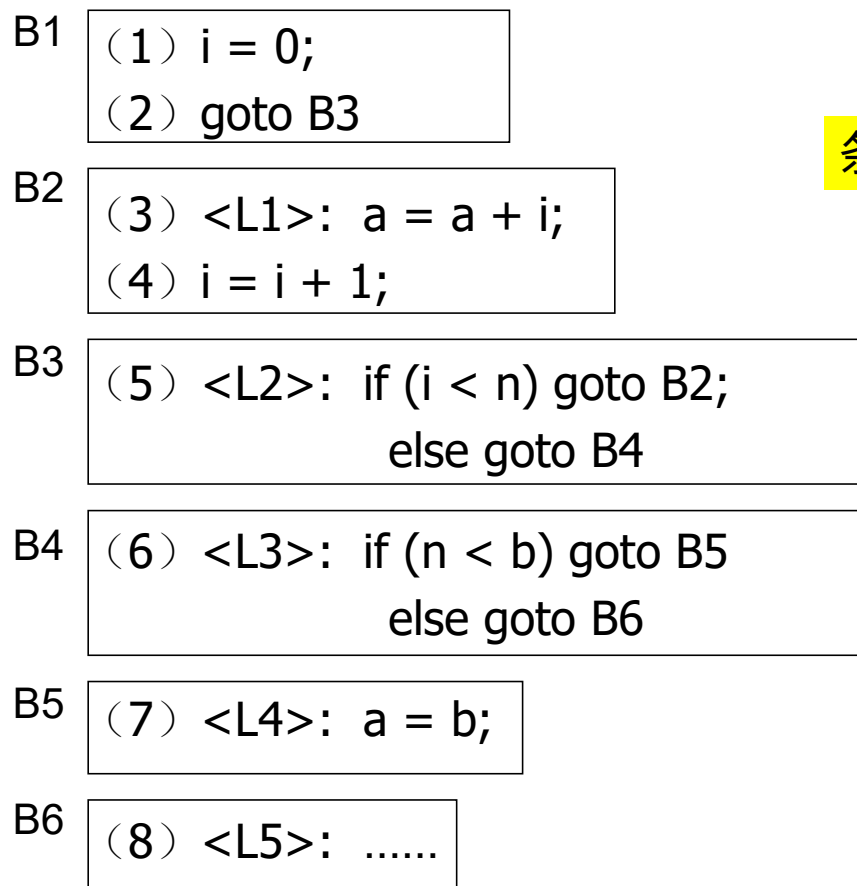 B1
（1）i = 0;
（2）goto B3
B2
（3）<L1>: a = a + i;
（4）i = i + 1;
B3
（5）<L2>: if (i < n) goto B2;
else goto B4
B4
（6）<L3>: if (n < b) goto B5
else goto B6
B5
（7）<L4>: a = b;
B6
（8）<L5>: ……